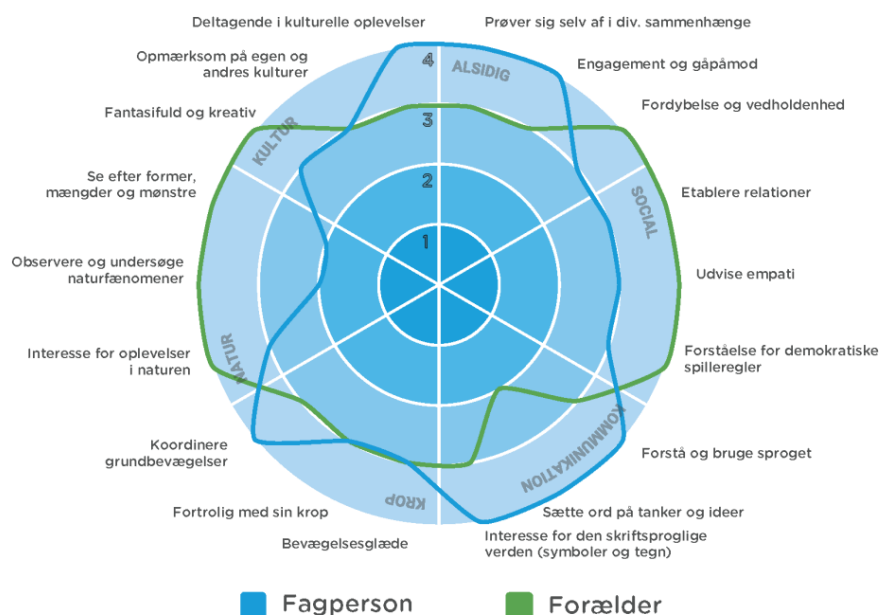 Deltagende i kulturelle oplevelser
Prøver sig selv af i div. sammenhænge
Opmærksom på egen og
andres kulturer
Engagement og gåpåmod
Fantasifuld og kreativ
Fordybelse og vedholdenhed
Se efter former,
mængder og mønstre
Etablere relationer
Observere og undersøge
naturfænomener
Udvise empati
Interesse for oplevelser
i naturen
Forståelse for demokratiske
spilleregler
Koordinere
grundbevægelser
Forstå og bruge sproget
Fortrolig med sin krop
Sætte ord på tanker og ideer
Bevægelsesglæde
Interesse for den skriftsproglige
verden (symboler og tegn)
4
3
2
1
ALSIDIG
SOCIAL
KOMMUNIKATION
KROP
NATUR
KULTUR
Fagperson
Forælder